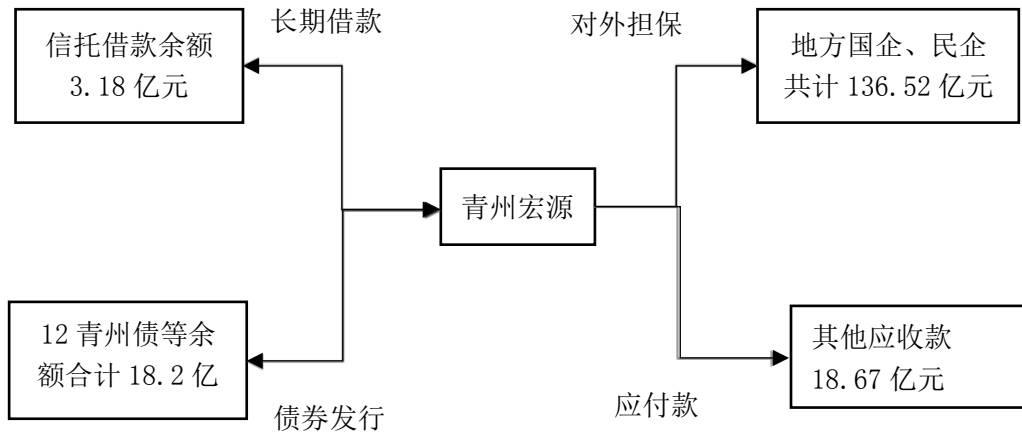 长期借款
对外担保
信托借款余额
3.18 亿元
地方国企、民企
共计 136.52 亿元
青州宏源
12 青州债等余
额合计 18.2 亿
其他应收款
18.67 亿元
债券发行
应付款